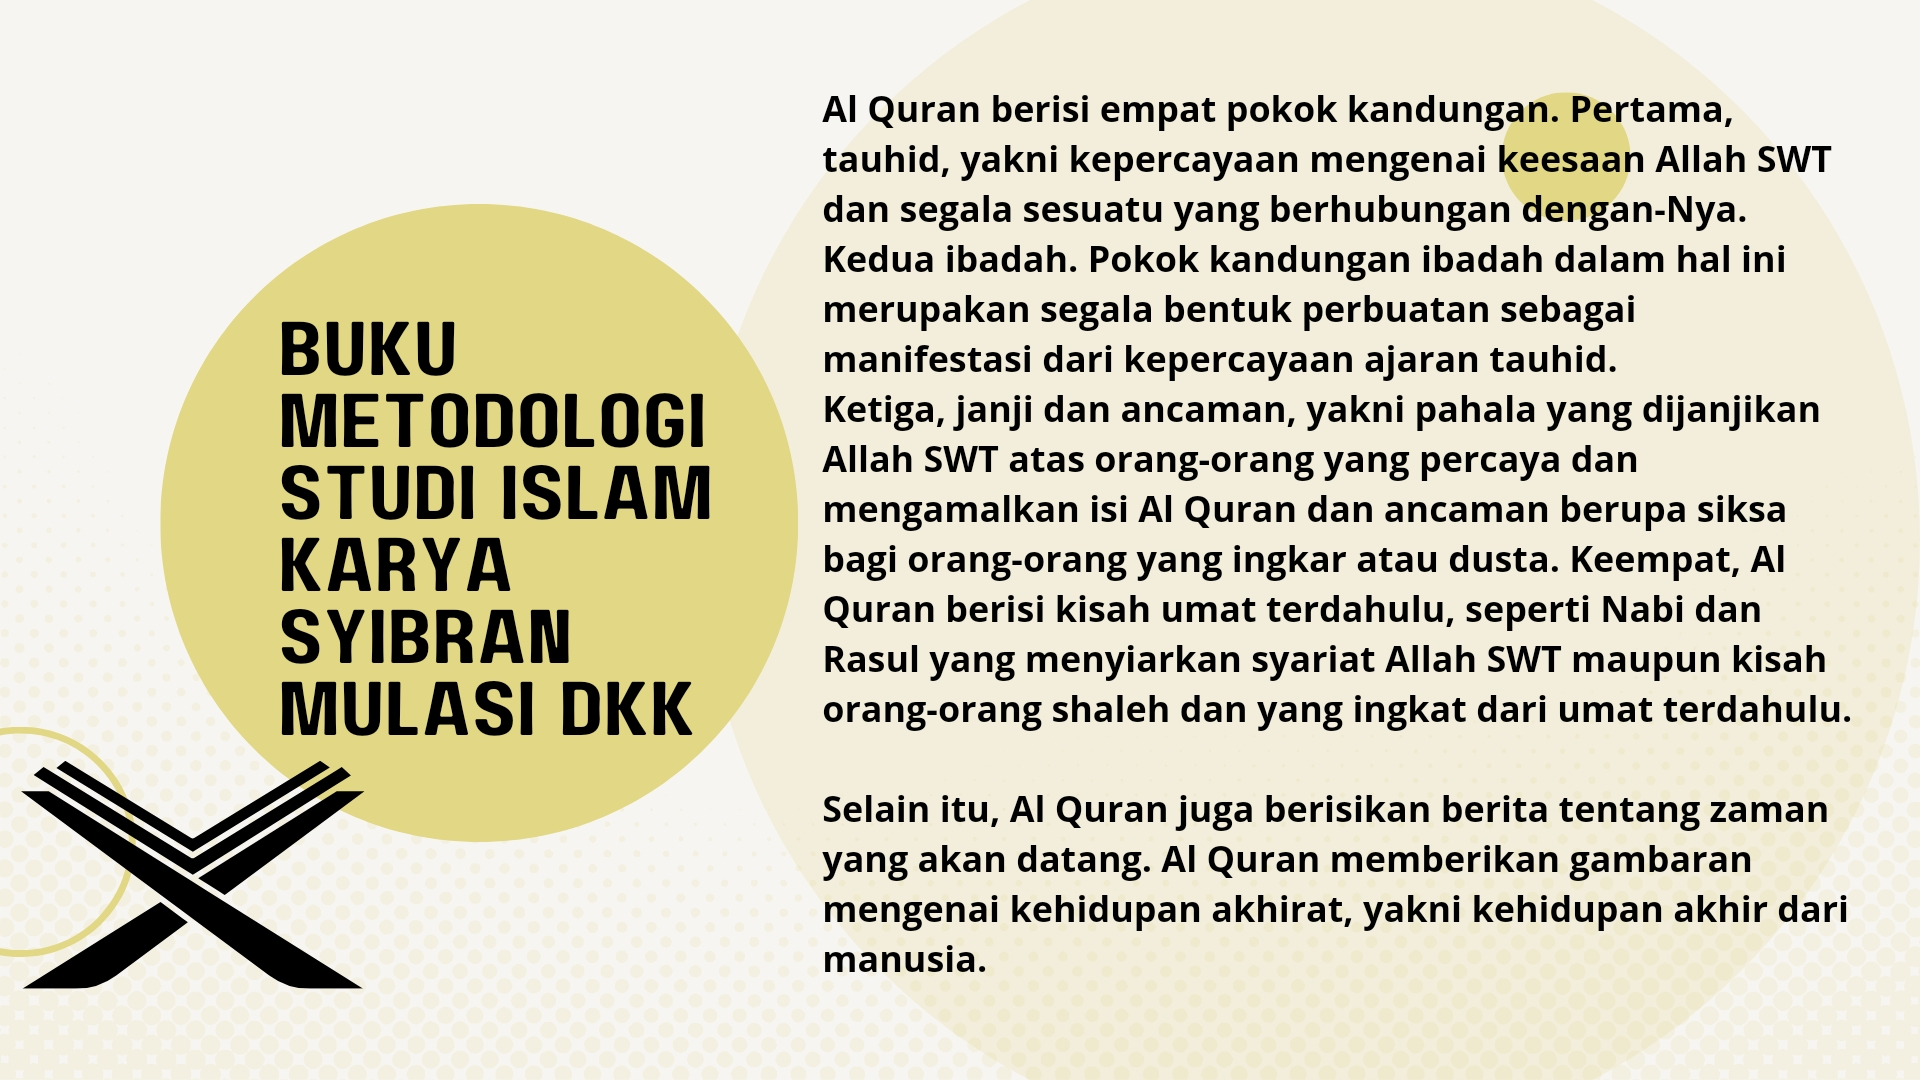 BUKU
METODOLOGI
STUDI ISLAM
KARYA
SYIBRAN
MULASI DKK
Al Quran berisi empat pokok kandungan. Pertama,
tauhid, yakni kepercayaan mengenai keesaan Allah SWT
dan segala sesuatu yang berhubungan dengan-Nya.
Kedua ibadah. Pokok kandungan ibadah dalam hal ini
merupakan segala bentuk perbuatan sebagai
manifestasi dari kepercayaan ajaran tauhid.
Ketiga, janji dan ancaman, yakni pahala yang dijanjikan
Allah SWT atas orang-orang yang percaya dan
mengamalkan isi Al Quran dan ancaman berupa siksa
bagi orang-orang yang ingkar atau dusta. Keempat, Al
Quran berisi kisah umat terdahulu, seperti Nabi dan
Rasul yang menyiarkan syariat Allah SWT maupun kisah
orang-orang shaleh dan yang ingkat dari umat terdahulu.
Selain itu, Al Quran juga berisikan berita tentang zaman
yang akan datang. Al Quran memberikan gambaran
mengenai kehidupan akhirat, yakni kehidupan akhir dari
manusia.